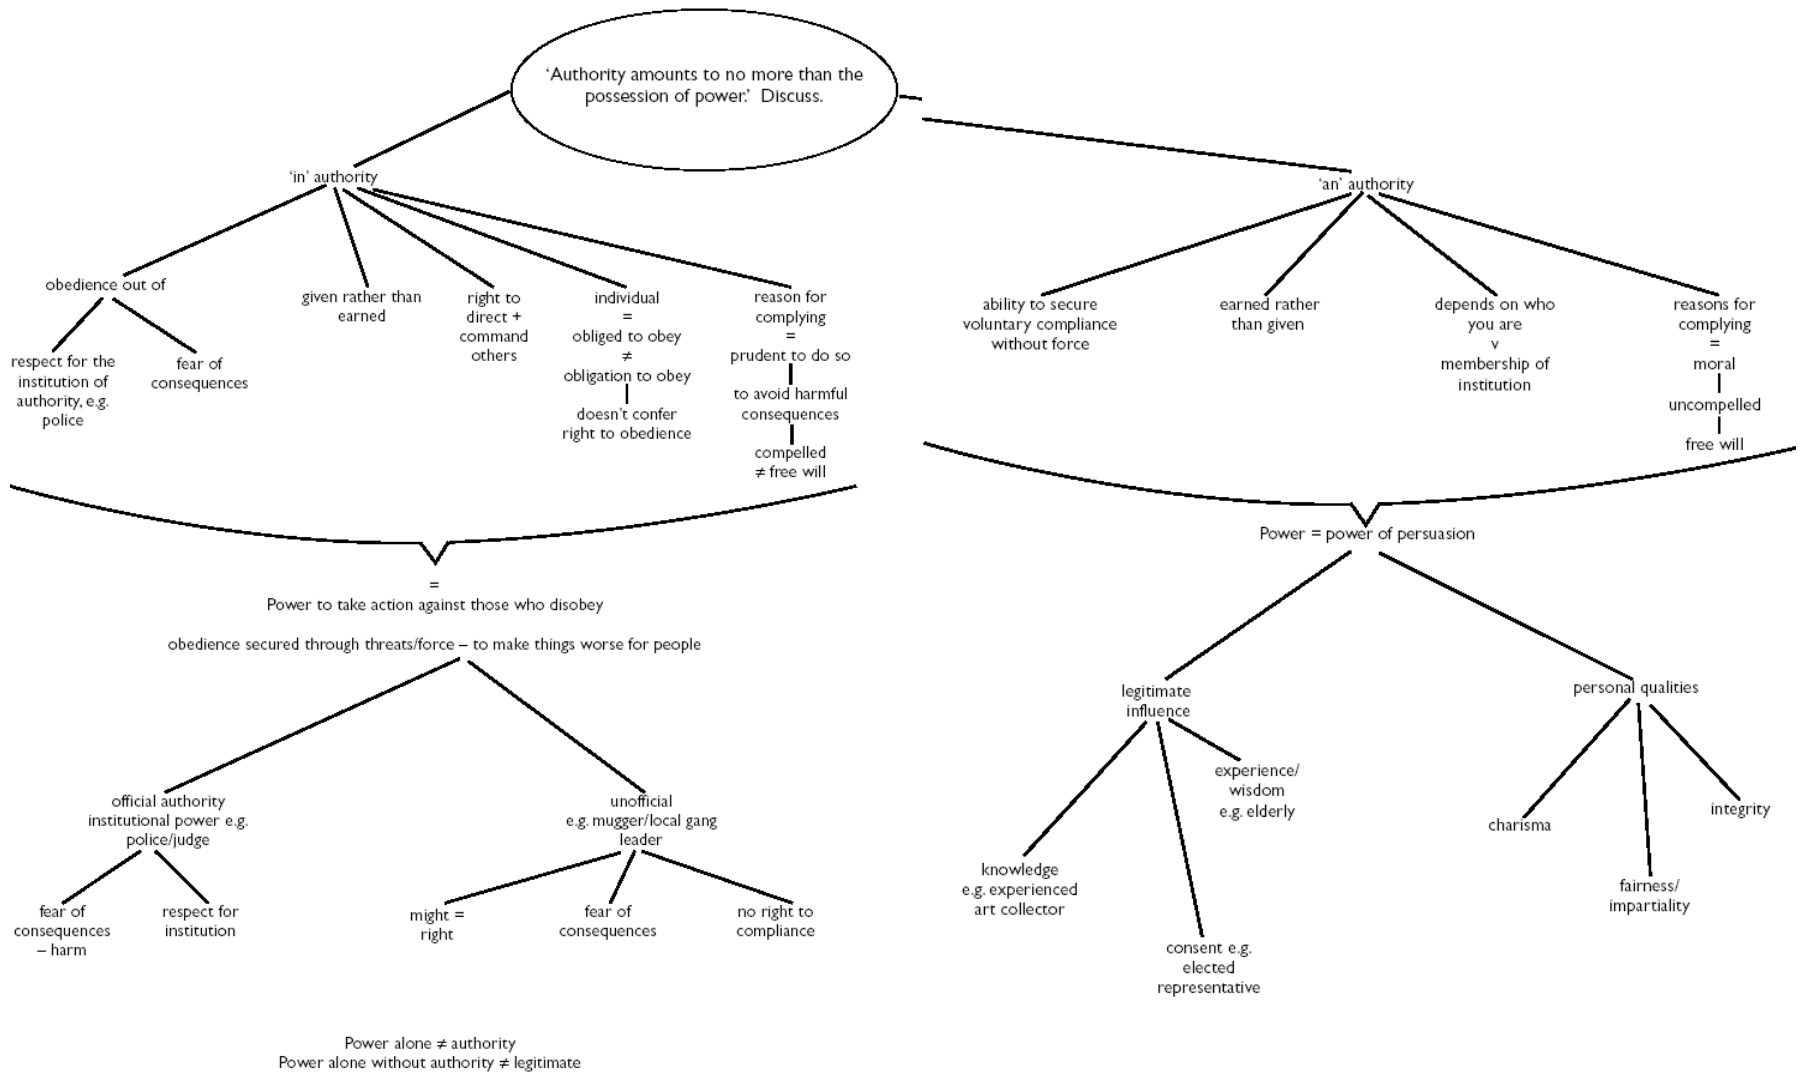 ‘Authority amounts to no more than the
possession of power.’ Discuss.
‘in’ authority
obedience out of
respect for the
institution of
authority, e.g.
police
fear of
consequences
given rather than
earned
right to
direct +
command
others
individual
=
obliged to obey
≠
obligation to obey
doesn’t confer
right to obedience
reason for
complying
=
prudent to do so
to avoid harmful
consequences
compelled
≠ free will
=
Power to take action against those who disobey
obedience secured through threats/force – to make things worse for people
official authority
institutional power e.g.
police/judge
fear of
consequences
– harm
respect for
institution
unofficial
e.g. mugger/local gang
leader
might =
right
fear of
consequences
no right to
compliance
Power alone ≠ authority
Power alone without authority ≠ legitimate
‘an’ authority
ability to secure
voluntary compliance
without force
earned rather
than given
depends on who
you are
v
membership of
institution
reasons for
complying
=
moral
uncompelled
free will
Power = power of persuasion
legitimate
influence
knowledge
e.g. experienced
art collector
consent e.g.
elected
representative
experience/
wisdom
e.g. elderly
personal qualities
charisma
fairness/
impartiality
integrity